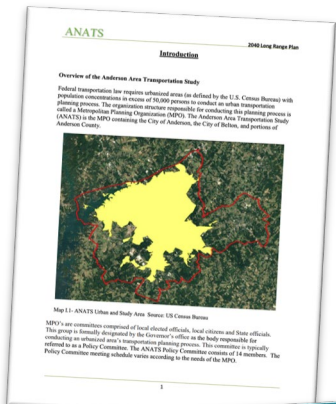 ANATS
2040 Long Range Plan
Introduction
Overview of the Anderson Area Transportation Study
Federal transportation law requires urbanized areas (as defined by the U.S. Census Bureau) with
population concentrations in excess of 50,000 persons to conduct an urban transportation
planning process. The organization structure responsible for conducting this planning process is
called a Metropolitan Planning Organization (MPO). The Anderson Area Transportation Study
(ANATS) is the MPO containing the City of Anderson, the City of Belton, and portions of
Anderson County.
Map I.1- ANATS Urban and Study Area Source: US Census Bureau
MPO's are committees comprised of local elected officials, local citizens and State officials.
This group is formally designated by the Governor's office as the body responsible for
conducting an urbanized area's transportation planning process. This committee is typically
referred to as a Policy Committee. The ANATS Policy Committee consists of 14 members. The
Policy Committee meeting schedule varies according to the needs of the MPO.
1